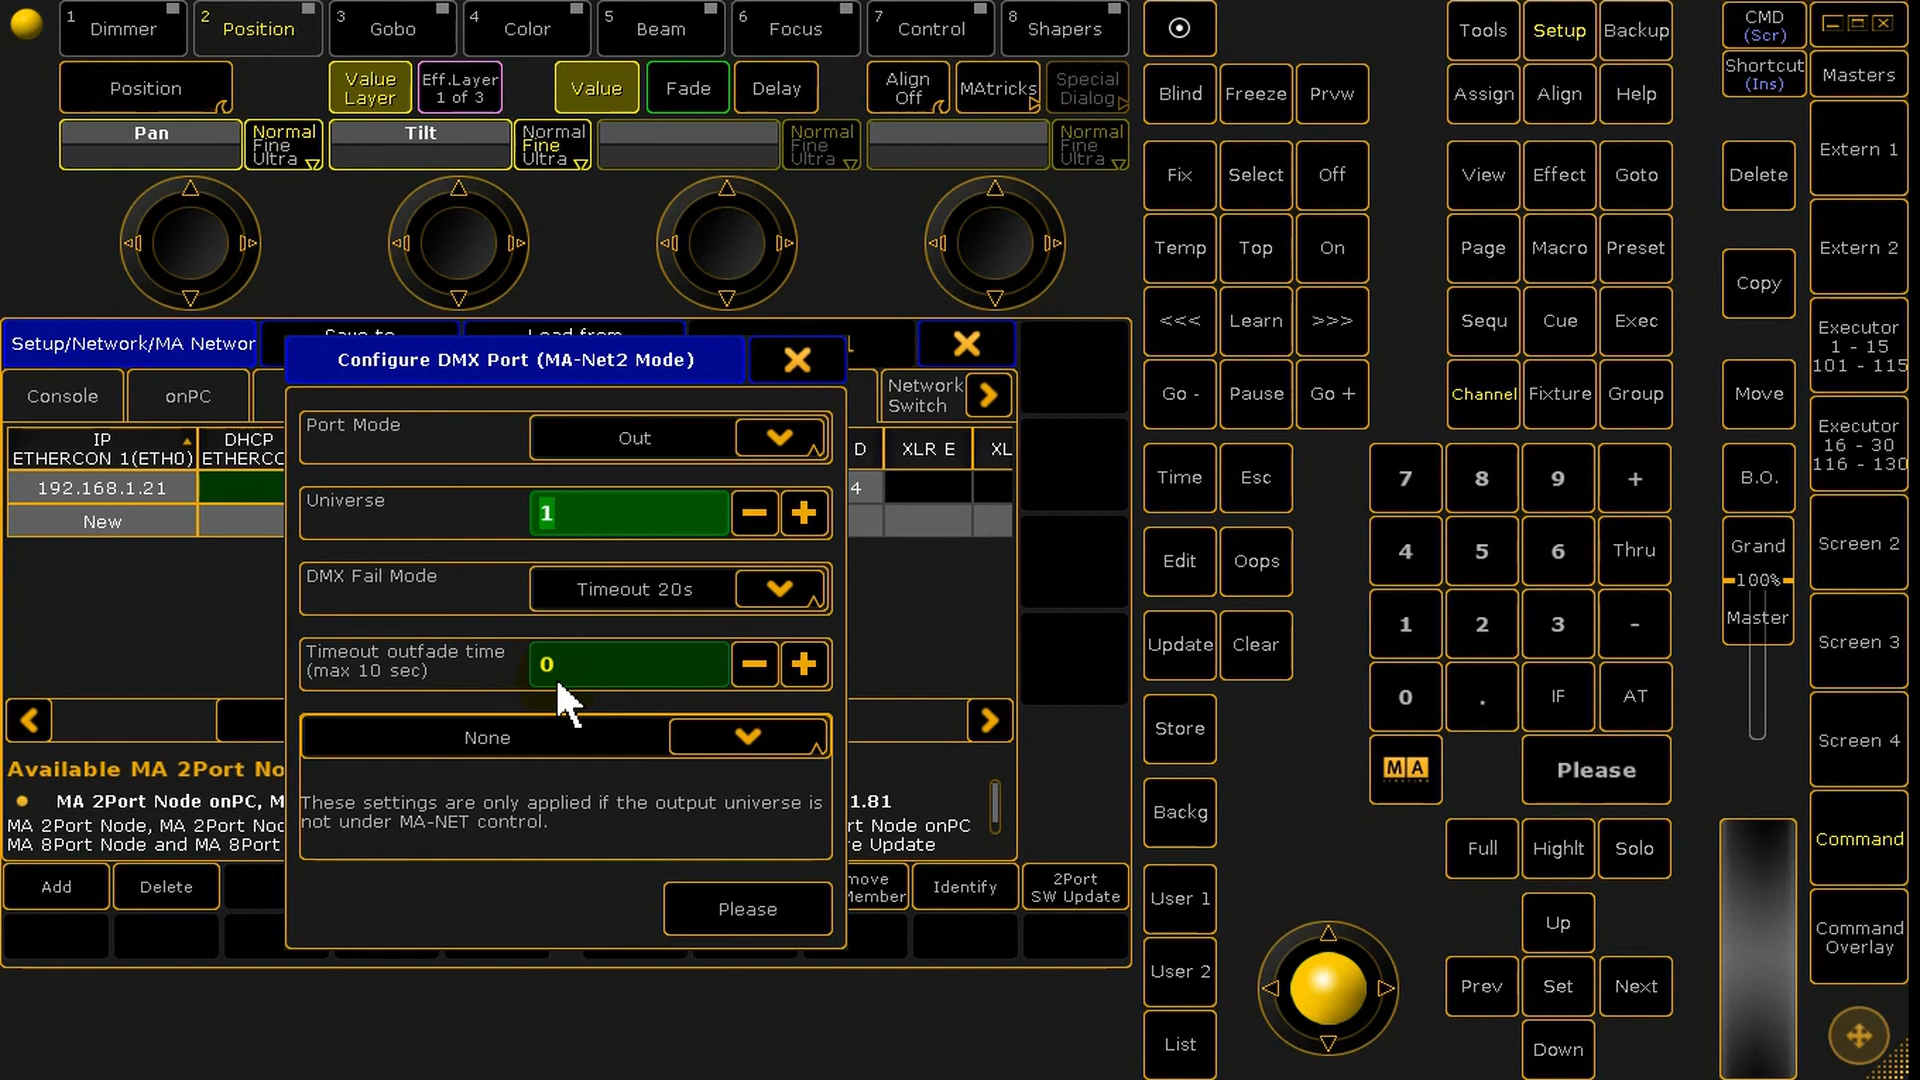 1 Dimmer
2 Position
3 Gobo
4 Color
5 Beam
6 Focus
7 Control
8 Shapers
Position
Value
Layer
Eff.Layer
1 of 3
Value
Fade
Delay
Align
Off
MAtricks
Special
Dialog
Pan
Normal
Fine
Ultra
Tilt
Normal
Fine
Ultra
Normal
Fine
Ultra
Normal
Fine
Ultra
Setup/Network/MA Networ
Save to
Load from
Configure DMX Port (MA-Net2 Mode)
Console
onPC
Network
Switch
IP
ETHERCON 1(ETH0)
DHCP
ETHERCC
D
XLR E
XL
192.168.1.21
4
New
Port Mode
Out
Universe
1
DMX Fail Mode
Timeout 20s
Timeout outfade time
(max 10 sec)
0
None
These settings are only applied if the output universe is
not under MA-NET control.
Please
Available MA 2Port No
MA 2Port Node onPC, M
1.81
MA 2Port Node, MA 2Port Noc
rt Node onPC
MA 8Port Node and MA 8Port
re Update
Add
Delete
move
Member
Identify
2Port
SW Update
Tools
Setup
Backup
Blind
Freeze
Prvw
Assign
Align
Help
Fix
Select
Off
View
Effect
Goto
Temp
Top
On
Page
Macro
Preset
<<<
Learn
>>>
Sequ
Cue
Exec
Go -
Pause
Go +
Channel
Fixture
Group
Time
Esc
7
8
9
+
Edit
Oops
4
5
6
Thru
Update
Clear
1
2
3
-
Store
0
.
IF
AT
MA
Please
Backg
Full
Highlt
Solo
User 1
Up
User 2
Prev
Set
Next
List
Down
CMD
(Scr)
Shortcut
(Ins)
Delete
Copy
Move
B.O.
Grand
100%
Master
Masters
Extern 1
Extern 2
Executor
1 - 15
101 - 115
Executor
16 - 30
116 - 130
Screen 2
Screen 3
Screen 4
Command
Command
Overlay